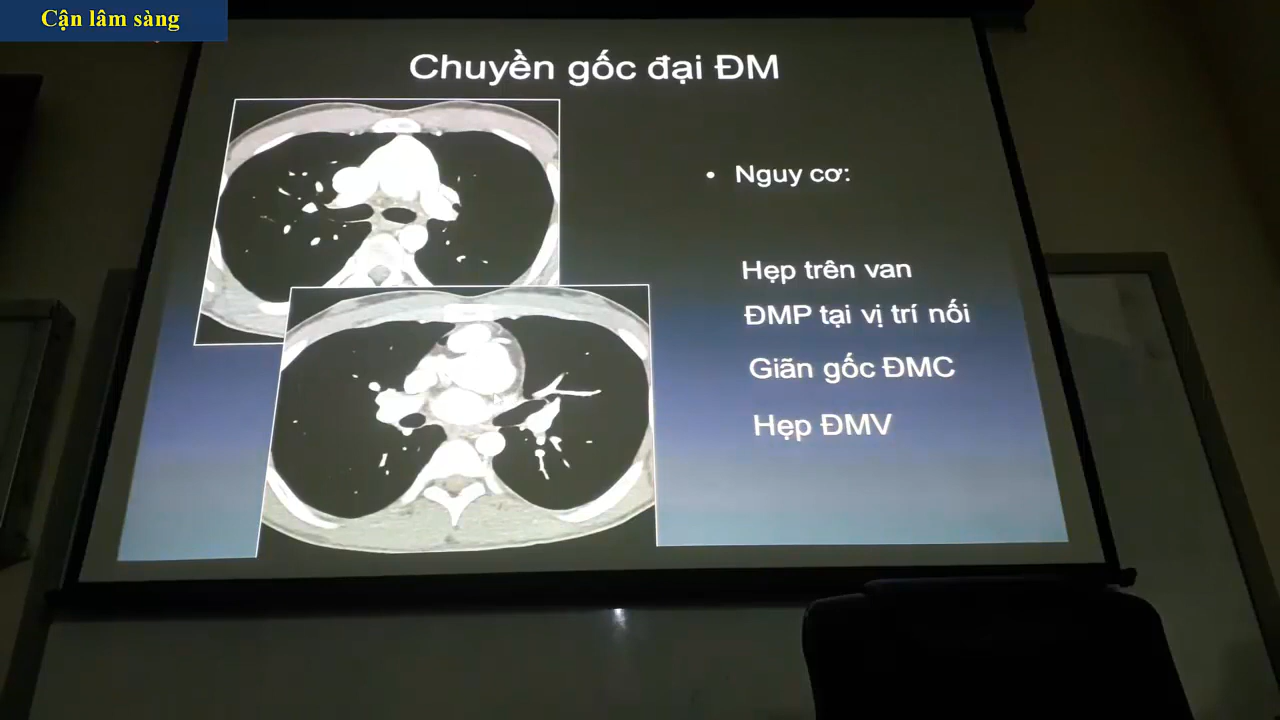 Cận lâm sàng
Chuyền gốc đại ĐM
• Nguy cơ:
Hẹp trên van
ĐMP tại vị trí nối
Giãn gốc ĐMC
Hẹp ĐMV